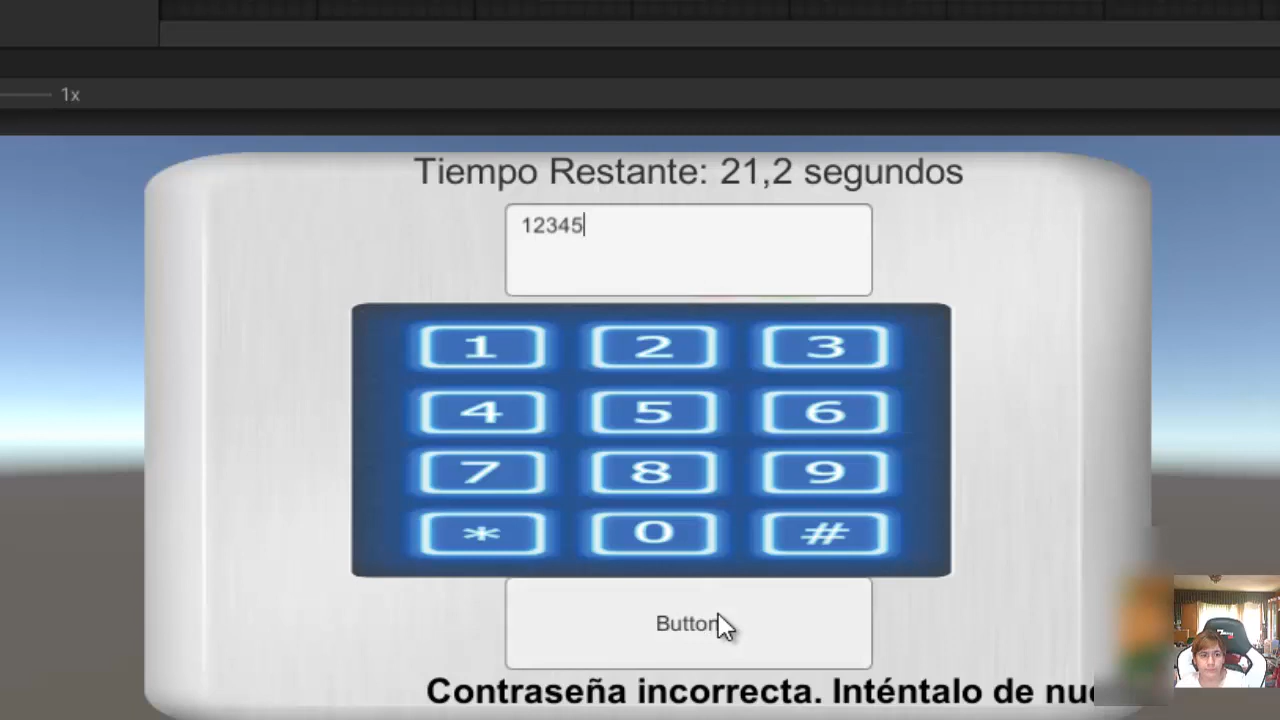 1x
Tiempo Restante: 21,2 segundos
12345
1 2 3
4 5 6
7 8 9
* 0 #
Button
Contraseña incorrecta. Inténtalo de